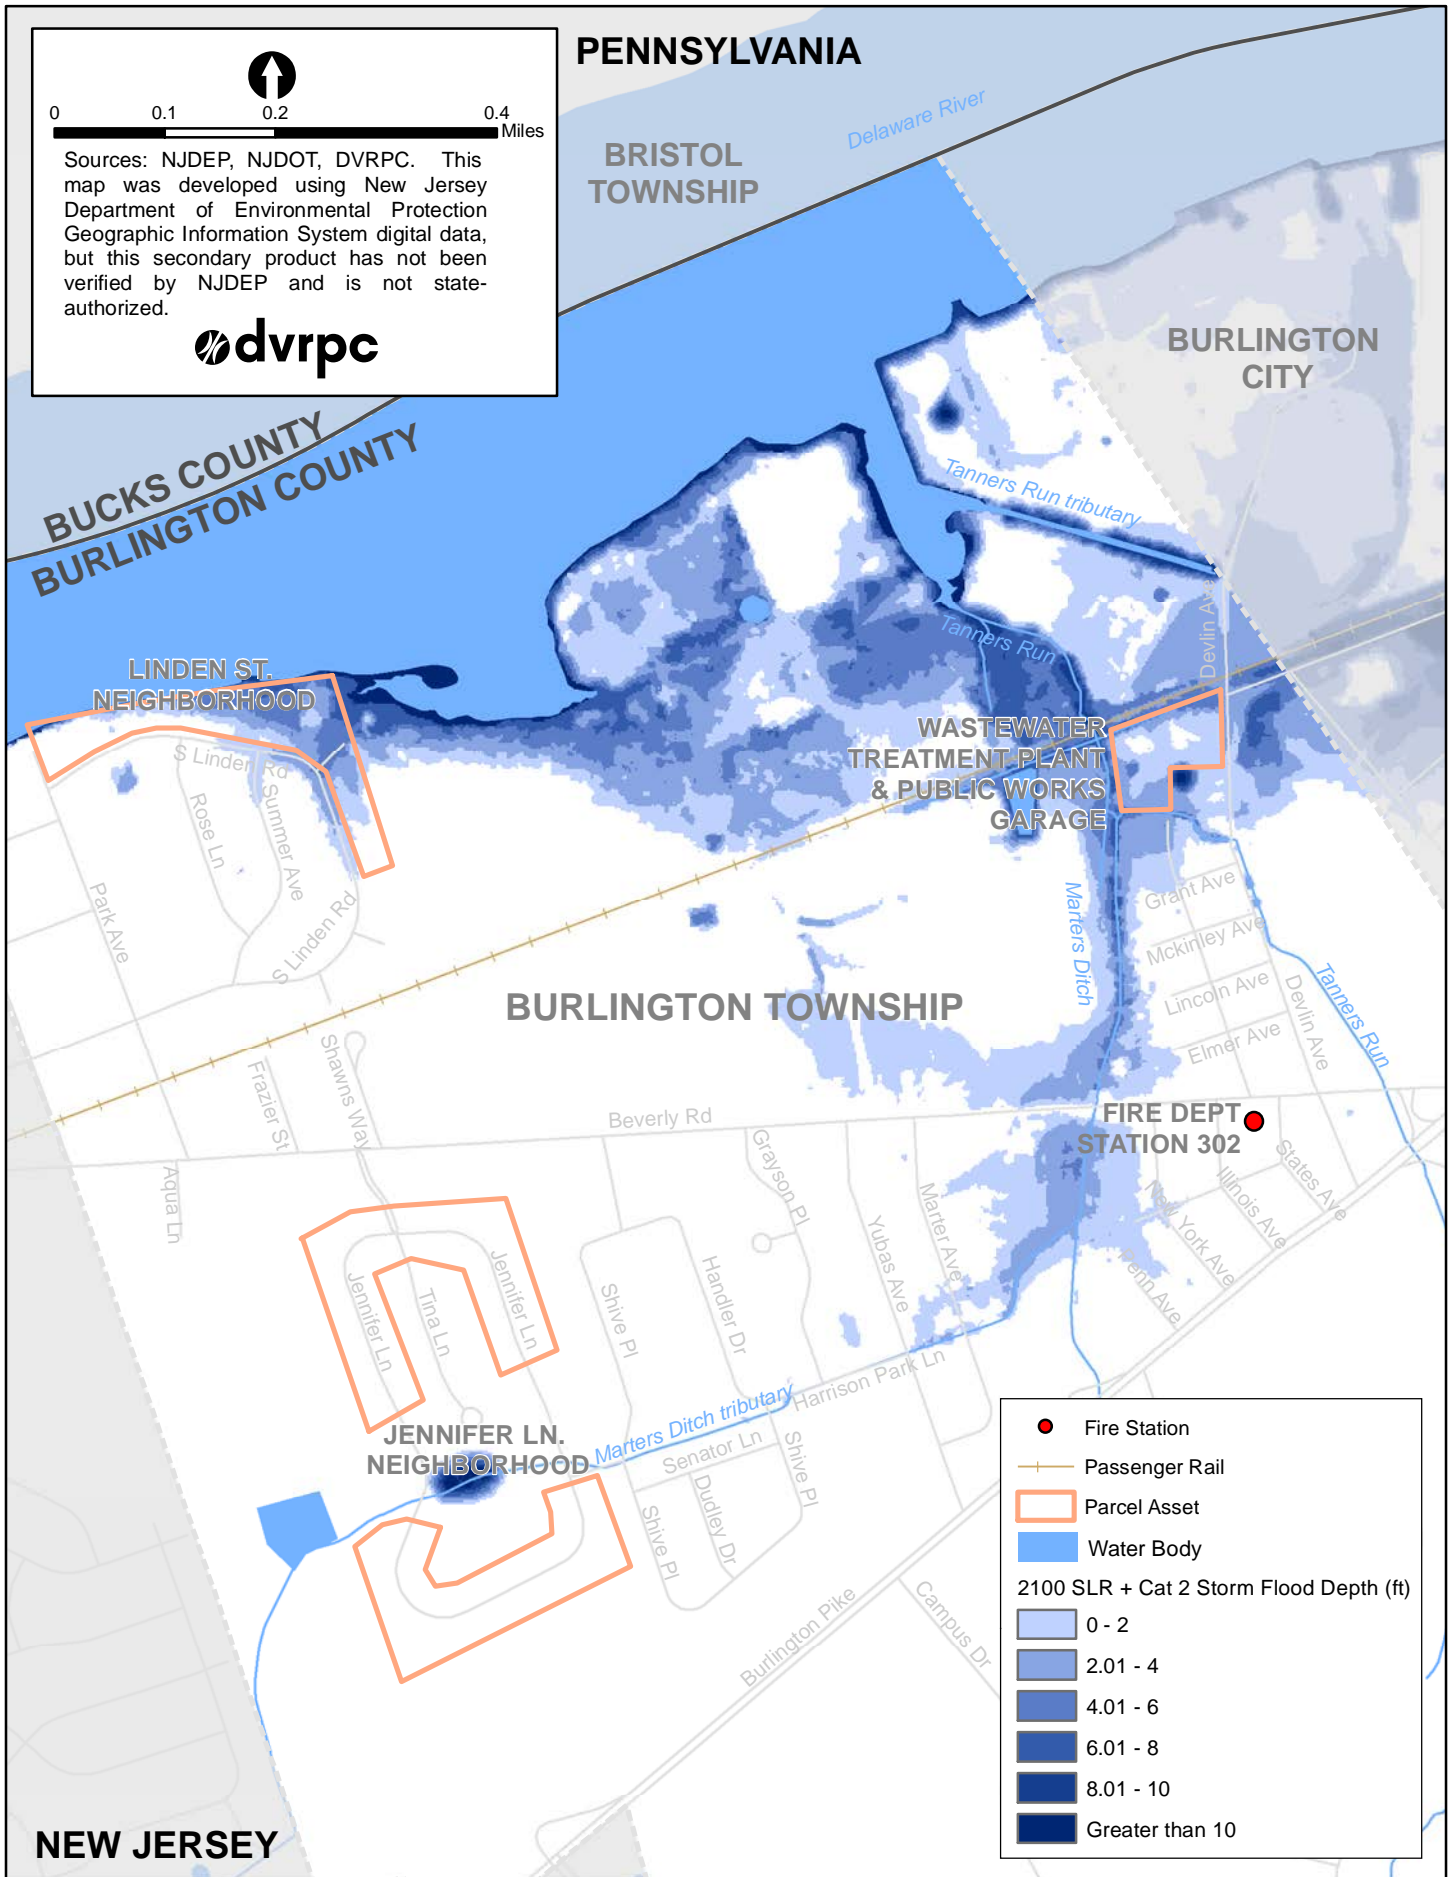 PENNSYLVANIA
0 0.1 0.2 0.4
Miles
Sources: NJDEP, NJDOT, DVRPC. This
map was developed using New Jersey
Department of Environmental Protection
Geographic Information System digital data,
but this secondary product has not been
verified by NJDEP and is not state-
authorized.
dvrpc
Delaware River
BRISTOL
TOWNSHIP
BURLINGTON
CITY
BUCKS COUNTY
BURLINGTON COUNTY
Tanners Run tributary
Tanners Run
Devlin Ave
LINDEN ST.
NEIGHBORHOOD
WASTEWATER
TREATMENT PLANT
& PUBLIC WORKS
GARAGE
S Linden Rd
Rose Ln
Summer Ave
Park Ave
S Linden Rd
Marters Ditch
Grant Ave
Mckinley Ave
Lincoln Ave
Elmer Ave
Devlin Ave
Tanners Run
BURLINGTON TOWNSHIP
Frazier St
Shawns Way
Beverly Rd
FIRE DEPT
STATION 302
Aqua Ln
Grayson Pl
Yubas Ave
Marter Ave
New York Ave
Illinois Ave
States Ave
Penn Ave
Jennifer Ln
Tina Ln
Jennifer Ln
Shive Pl
Handler Dr
Harrison Park Ln
Marters Ditch tributary
JENNIFER LN.
NEIGHBORHOOD
Senator Ln
Shive Pl
Dudley Dr
Shive Pl
Burlington Pike
Campus Dr
Fire Station
Passenger Rail
Parcel Asset
Water Body
2100 SLR + Cat 2 Storm Flood Depth (ft)
0 - 2
2.01 - 4
4.01 - 6
6.01 - 8
8.01 - 10
Greater than 10
NEW JERSEY